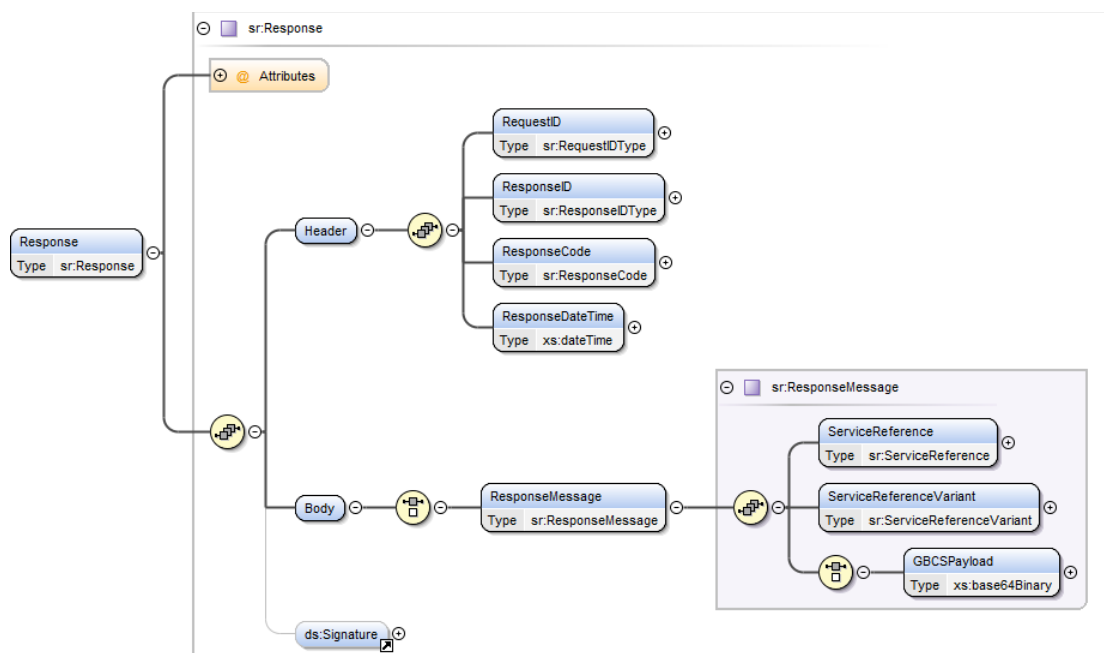 sr:Response
@ Attributes
RequestID
Type sr:RequestIDType
ResponseID
Type sr:ResponseIDType
Header
Response
Type sr:Response
ResponseCode
Type sr:ResponseCode
ResponseDateTime
Type xs:dateTime
sr:ResponseMessage
ServiceReference
Type sr:ServiceReference
Body
ResponseMessage
Type sr:ResponseMessage
ServiceReferenceVariant
Type sr:ServiceReferenceVariant
GBCSPayload
Type xs:base64Binary
ds:Signature